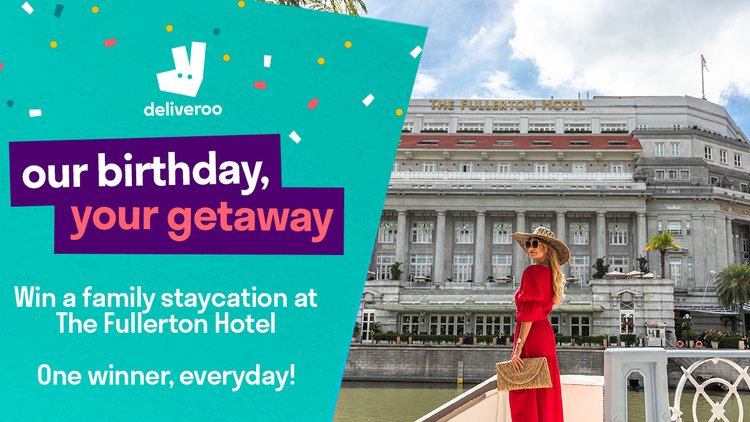 deliveroo
our birthday,
your getaway
Win a family staycation at
The Fullerton Hotel
One winner, everyday!
THE FULLERTON HOTEL